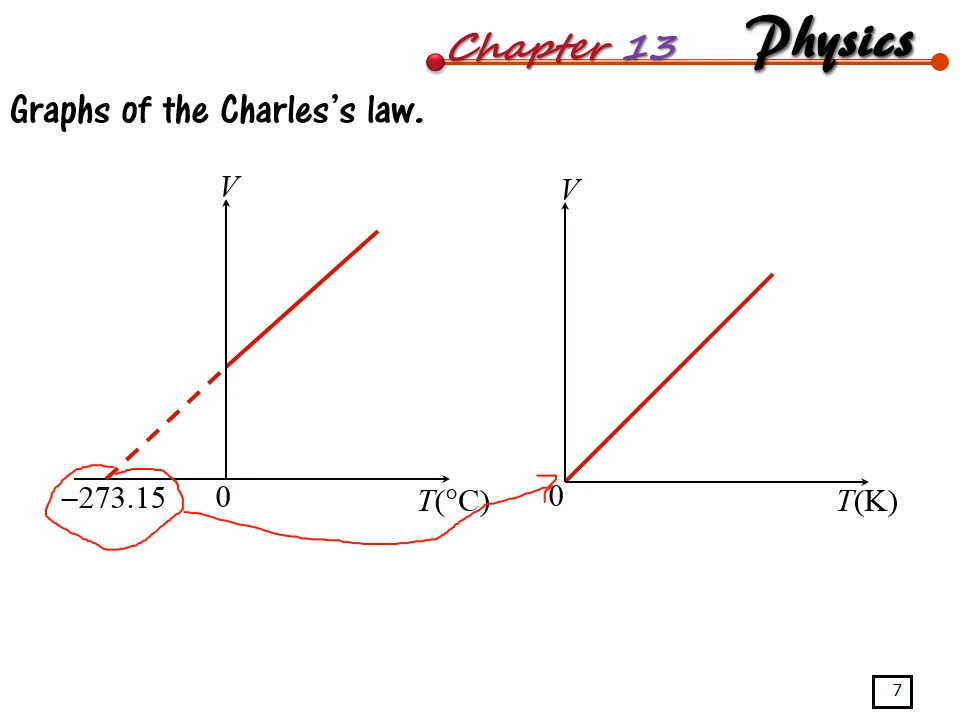 Chapter 13 Physics
Graphs of the Charles's law.
V
−273.15 0 T(°C)
V
0 T(K)
7